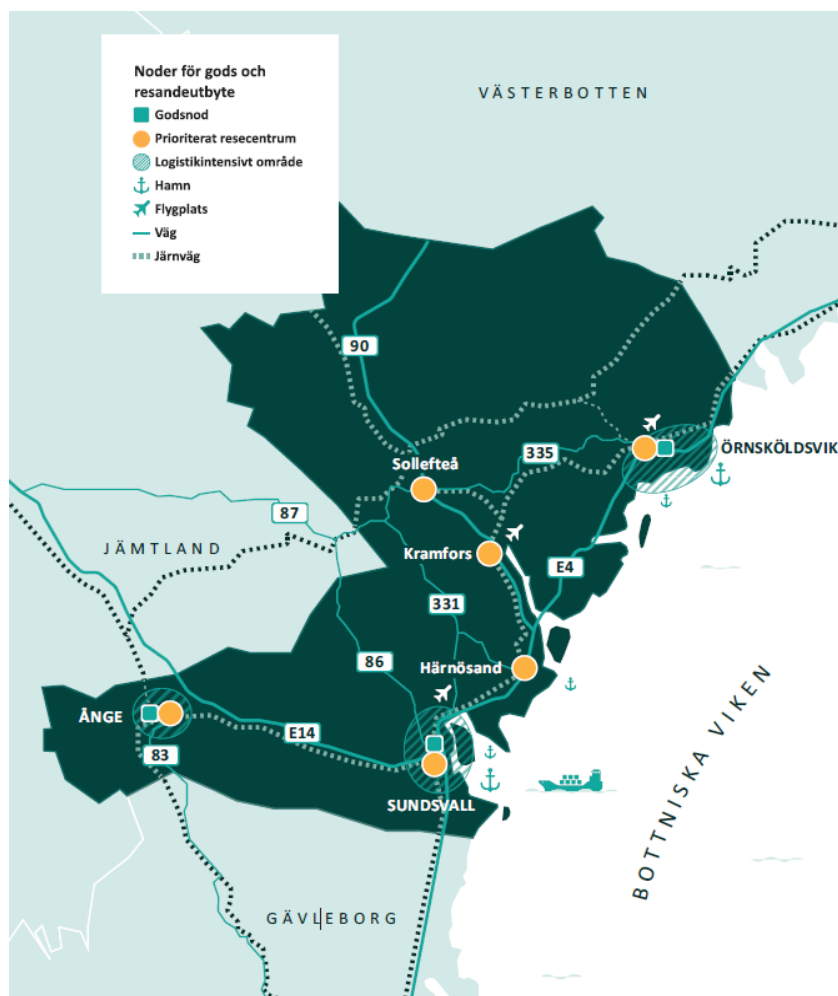 Noder för gods och
resandeutbyte
Godsnod
Prioriterat resecentrum
Logistikintensivt område
Hamn
Flygplats
Väg
Järnväg
VÄSTERBOTTEN
90
335
ÖRNSKÖLDSVIK
Sollefteå
87
JÄMTLAND
Kramfors
E4
331
86
Härnösand
ÅNGE
E14
83
SUNDSVALL
BOTTNISKA VIKEN
GÄVLEBORG